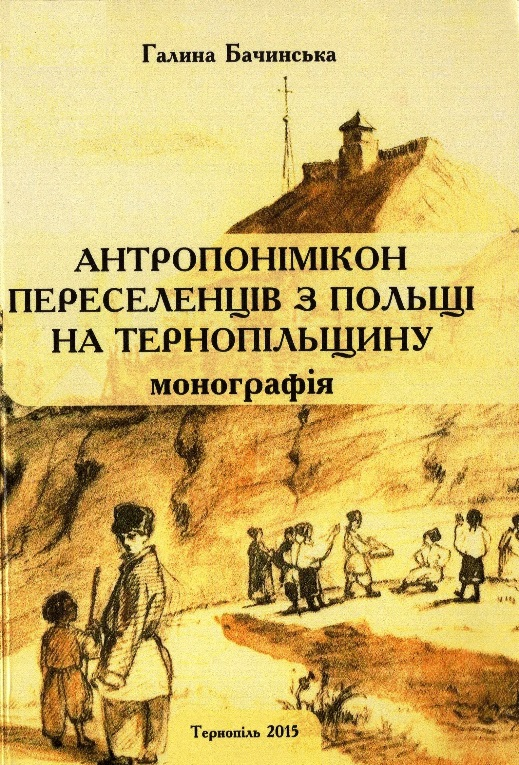 Галина Бачинська
АНТРОПОНІМІКОН
ПЕРЕСЕЛЕНЦІВ З ПОЛЬЩІ
НА ТЕРНОПІЛЬЩИНУ
монографія
Тернопіль 2015